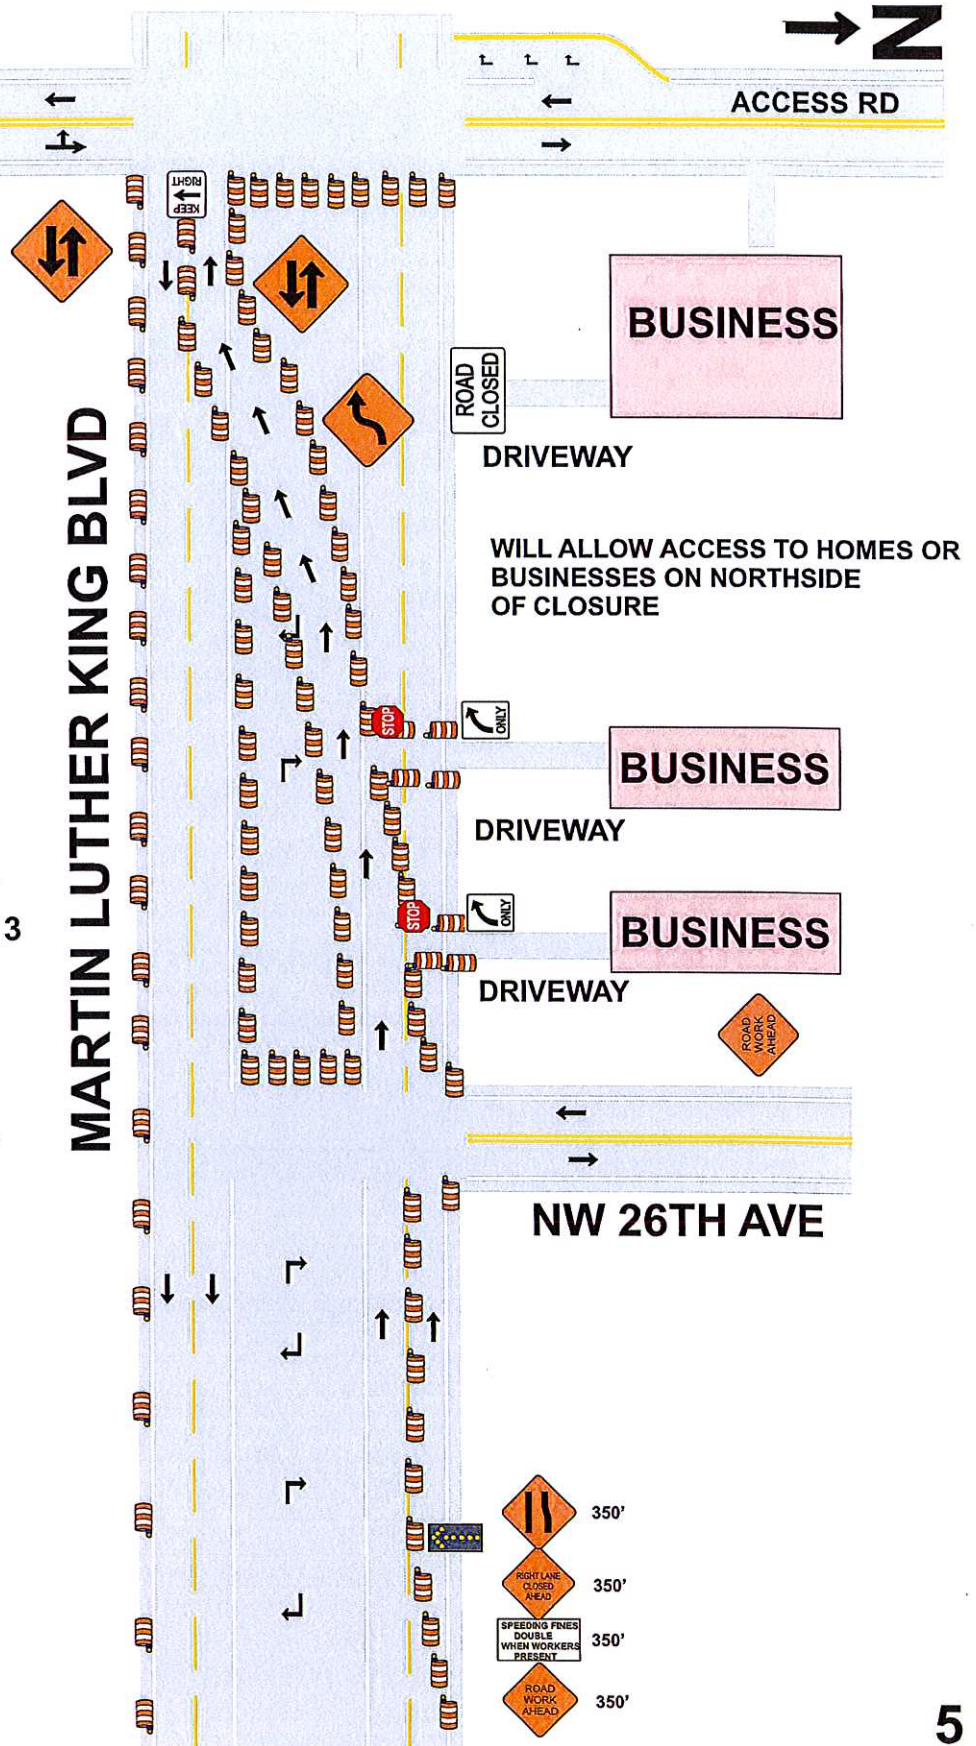 N
ACCESS RD
KEEP
RIGHT
BUSINESS
ROAD
CLOSED
DRIVEWAY
MARTIN LUTHER KING BLVD
WILL ALLOW ACCESS TO HOMES OR
BUSINESSES ON NORTHSIDE
OF CLOSURE
STOP
ONLY
BUSINESS
DRIVEWAY
3
STOP
ONLY
BUSINESS
DRIVEWAY
ROAD
WORK
AHEAD
NW 26TH AVE
350'
RIGHT LANE
CLOSED
AHEAD
350'
SPEEDING FINES
DOUBLE
WHEN WORKERS
PRESENT
350'
ROAD
WORK
AHEAD
350'
5